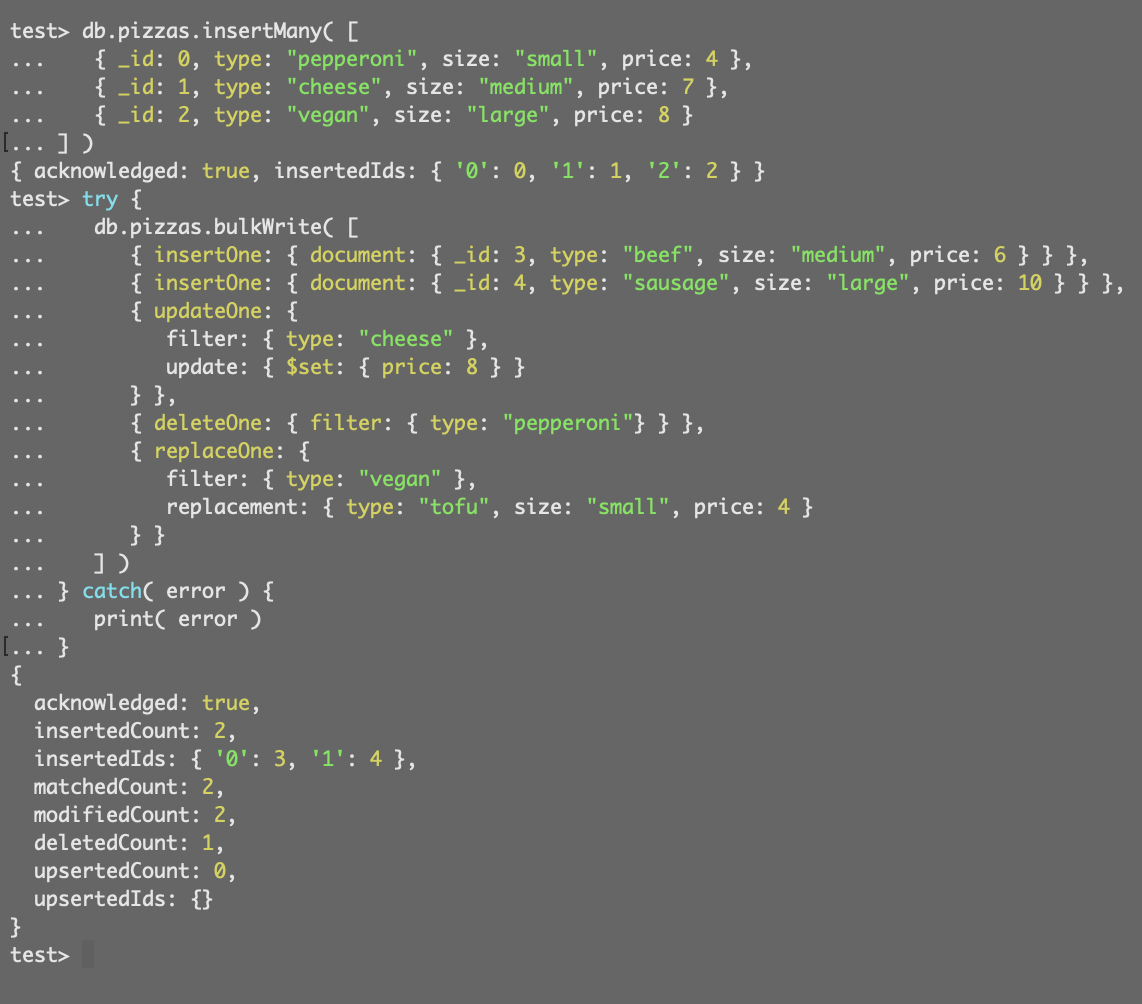 test> db.pizzas.insertMany( [
...    { _id: 0, type: "pepperoni", size: "small", price: 4 },
...    { _id: 1, type: "cheese", size: "medium", price: 7 },
...    { _id: 2, type: "vegan", size: "large", price: 8 }
[... ] )
{ acknowledged: true, insertedIds: { '0': 0, '1': 1, '2': 2 } }
test> try {
...    db.pizzas.bulkWrite( [
...       { insertOne: { document: { _id: 3, type: "beef", size: "medium", price: 6 } } },
...       { insertOne: { document: { _id: 4, type: "sausage", size: "large", price: 10 } } },
...       { updateOne: {
...          filter: { type: "cheese" },
...          update: { $set: { price: 8 } }
...       } },
...       { deleteOne: { filter: { type: "pepperoni"} } },
...       { replaceOne: {
...          filter: { type: "vegan" },
...          replacement: { type: "tofu", size: "small", price: 4 }
...       } }
...    ] )
... } catch( error ) {
...    print( error )
[... }
{
  acknowledged: true,
  insertedCount: 2,
  insertedIds: { '0': 3, '1': 4 },
  matchedCount: 2,
  modifiedCount: 2,
  deletedCount: 1,
  upsertedCount: 0,
  upsertedIds: {}
}
test>